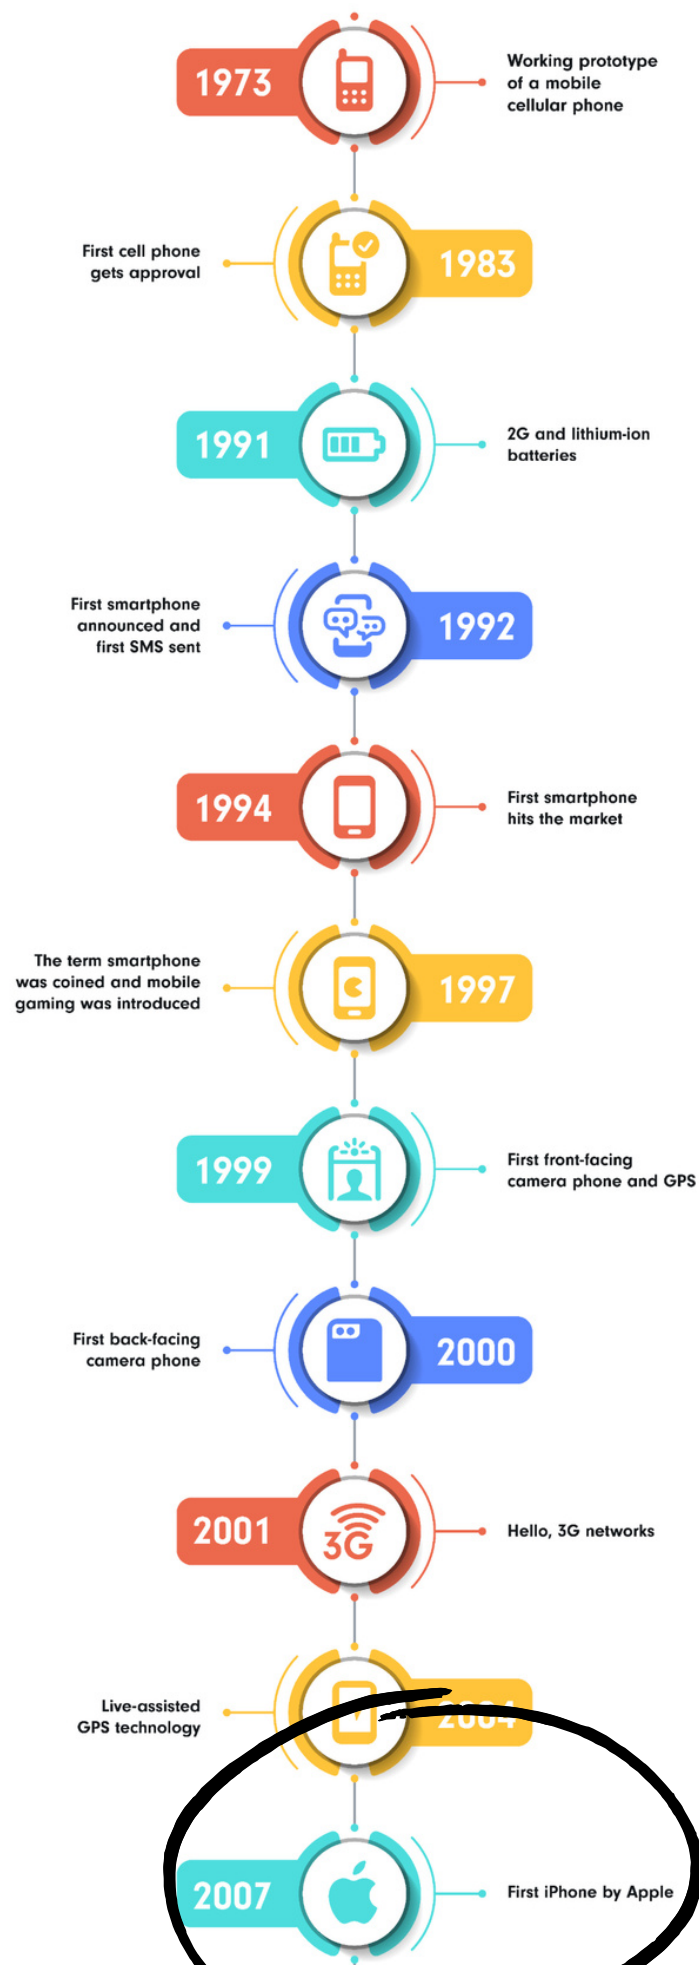 1973
Working prototype
of a mobile
cellular phone
First cell phone
gets approval
1983
1991
2G and lithium-ion
batteries
First smartphone
announced and
first SMS sent
1992
1994
First smartphone
hits the market
The term smartphone
was coined and mobile
gaming was introduced
1997
1999
First front-facing
camera phone and GPS
First back-facing
camera phone
2000
2001
3G
Hello, 3G networks
Live-assisted
GPS technology
2004
2007
First iPhone by Apple